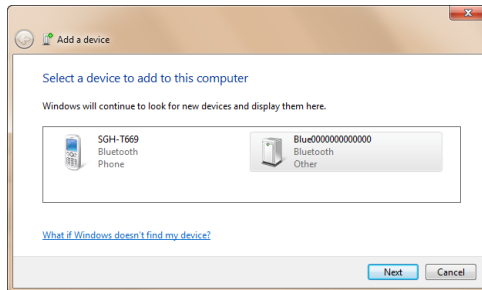 Add a device
Select a device to add to this computer
Windows will continue to look for new devices and display them here.
SGH-T669
Bluetooth
Phone
Blue0000000000000
Bluetooth
Other
What if Windows doesn't find my device?
Next
Cancel